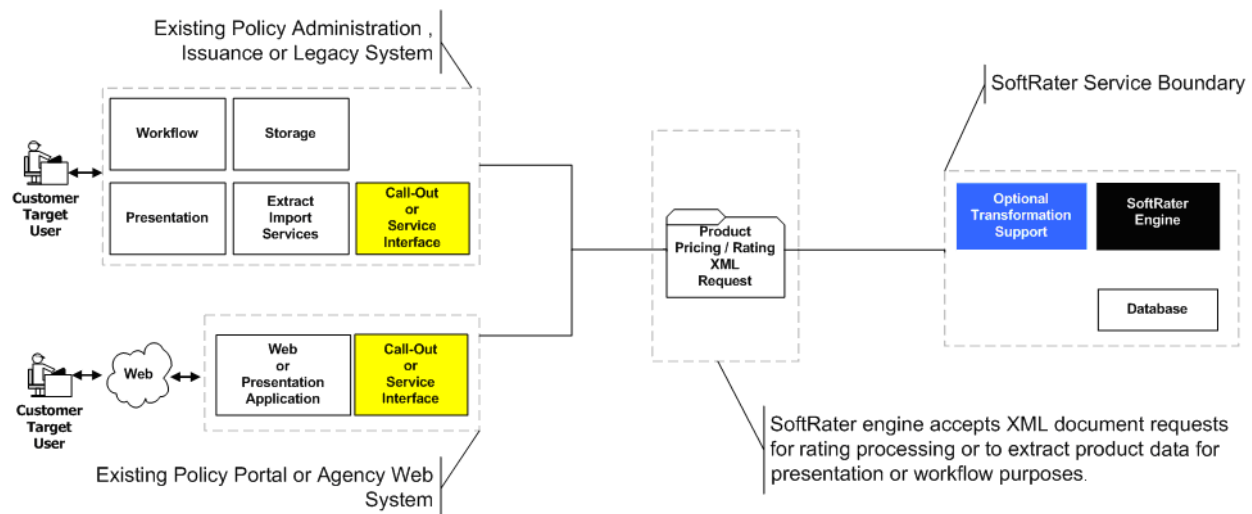 Existing Policy Administration ,
Issuance or Legacy System
SoftRater Service Boundary
Workflow
Storage
Customer
Target
User
Presentation
Extract
Import
Services
Call-Out
or
Service
Interface
Product
Pricing / Rating
XML
Request
Optional
Transformation
Support
SoftRater
Engine
Database
Customer
Target
User
Web
Web
or
Presentation
Application
Call-Out
or
Service
Interface
Existing Policy Portal or Agency Web
System
SoftRater engine accepts XML document requests
for rating processing or to extract product data for
presentation or workflow purposes.